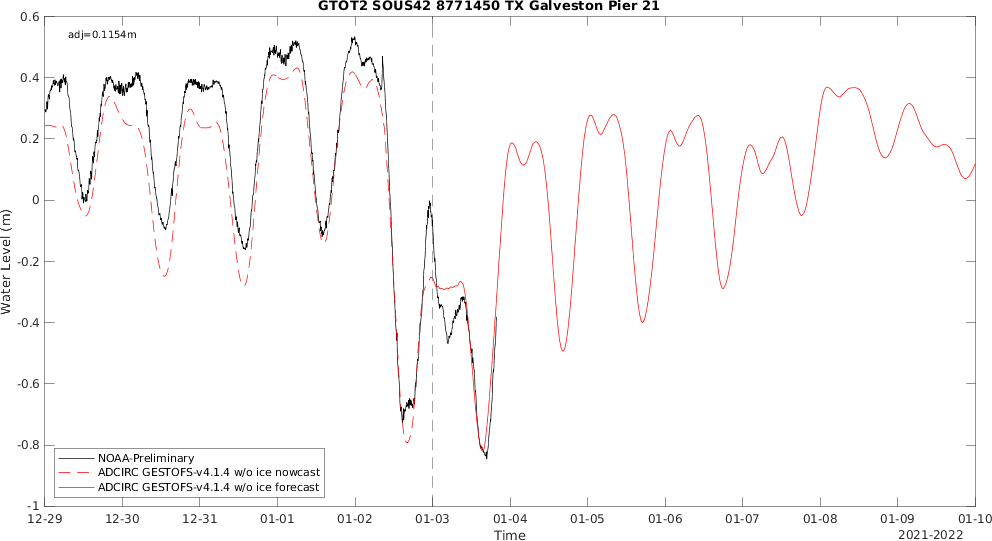 GTOT2 SOUS42 8771450 TX Galveston Pier 21
adj=0.1154m
0.6
0.4
0.2
0
-0.2
-0.4
-0.6
-0.8
-1
Water Level (m)
NOAA-Preliminary
ADCIRC GESTOFS-v4.1.4 w/o ice nowcast
ADCIRC GESTOFS-v4.1.4 w/o ice forecast
12-29 12-30 12-31 01-01 01-02 01-03 01-04 01-05 01-06 01-07 01-08 01-09 01-10
Time
2021-2022